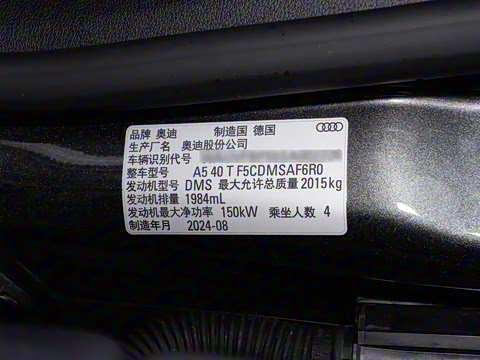 品牌 奥迪 制造国 德国
生产厂名 奥迪股份公司
车辆识别代号
整车型号 A5 40 T F5CDMSAF6R0
发动机型号 DMS 最大允许总质量 2015kg
发动机排量 1984mL
发动机最大净功率 150kW 乘坐人数 4
制造年月 2024-08